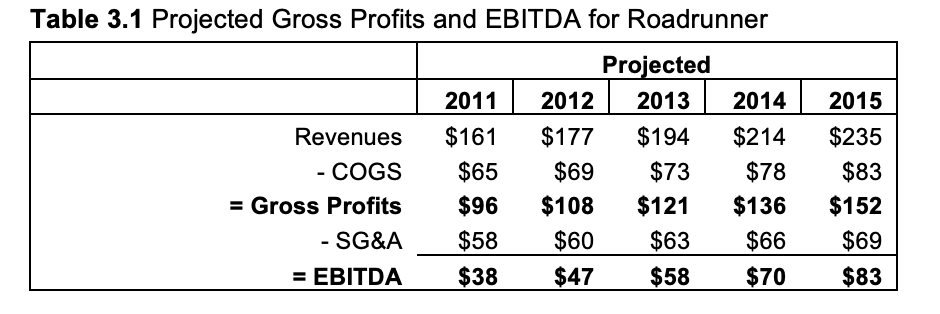 Table 3.1 Projected Gross Profits and EBITDA for Roadrunner
Projected
2011 2012 2013 2014 2015
Revenues $161 $177 $194 $214 $235
- COGS $65 $69 $73 $78 $83
= Gross Profits $96 $108 $121 $136 $152
- SG&A $58 $60 $63 $66 $69
= EBITDA $38 $47 $58 $70 $83